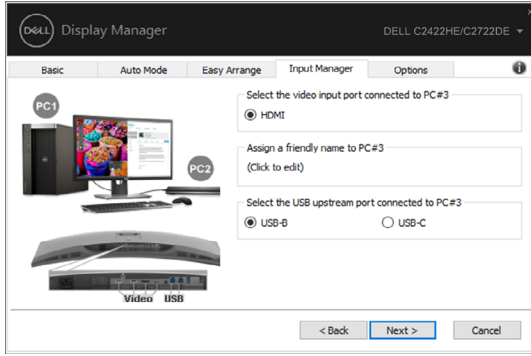 DELL Display Manager
DELL C2422HE/C2722DE
Basic
Auto Mode
Easy Arrange
Input Manager
Options
Select the video input port connected to PC#3
HDMI
Assign a friendly name to PC#3
(Click to edit)
Select the USB upstream port connected to PC#3
USB-B
USB-C
PC1
PC2
Video
USB
< Back
Next >
Cancel